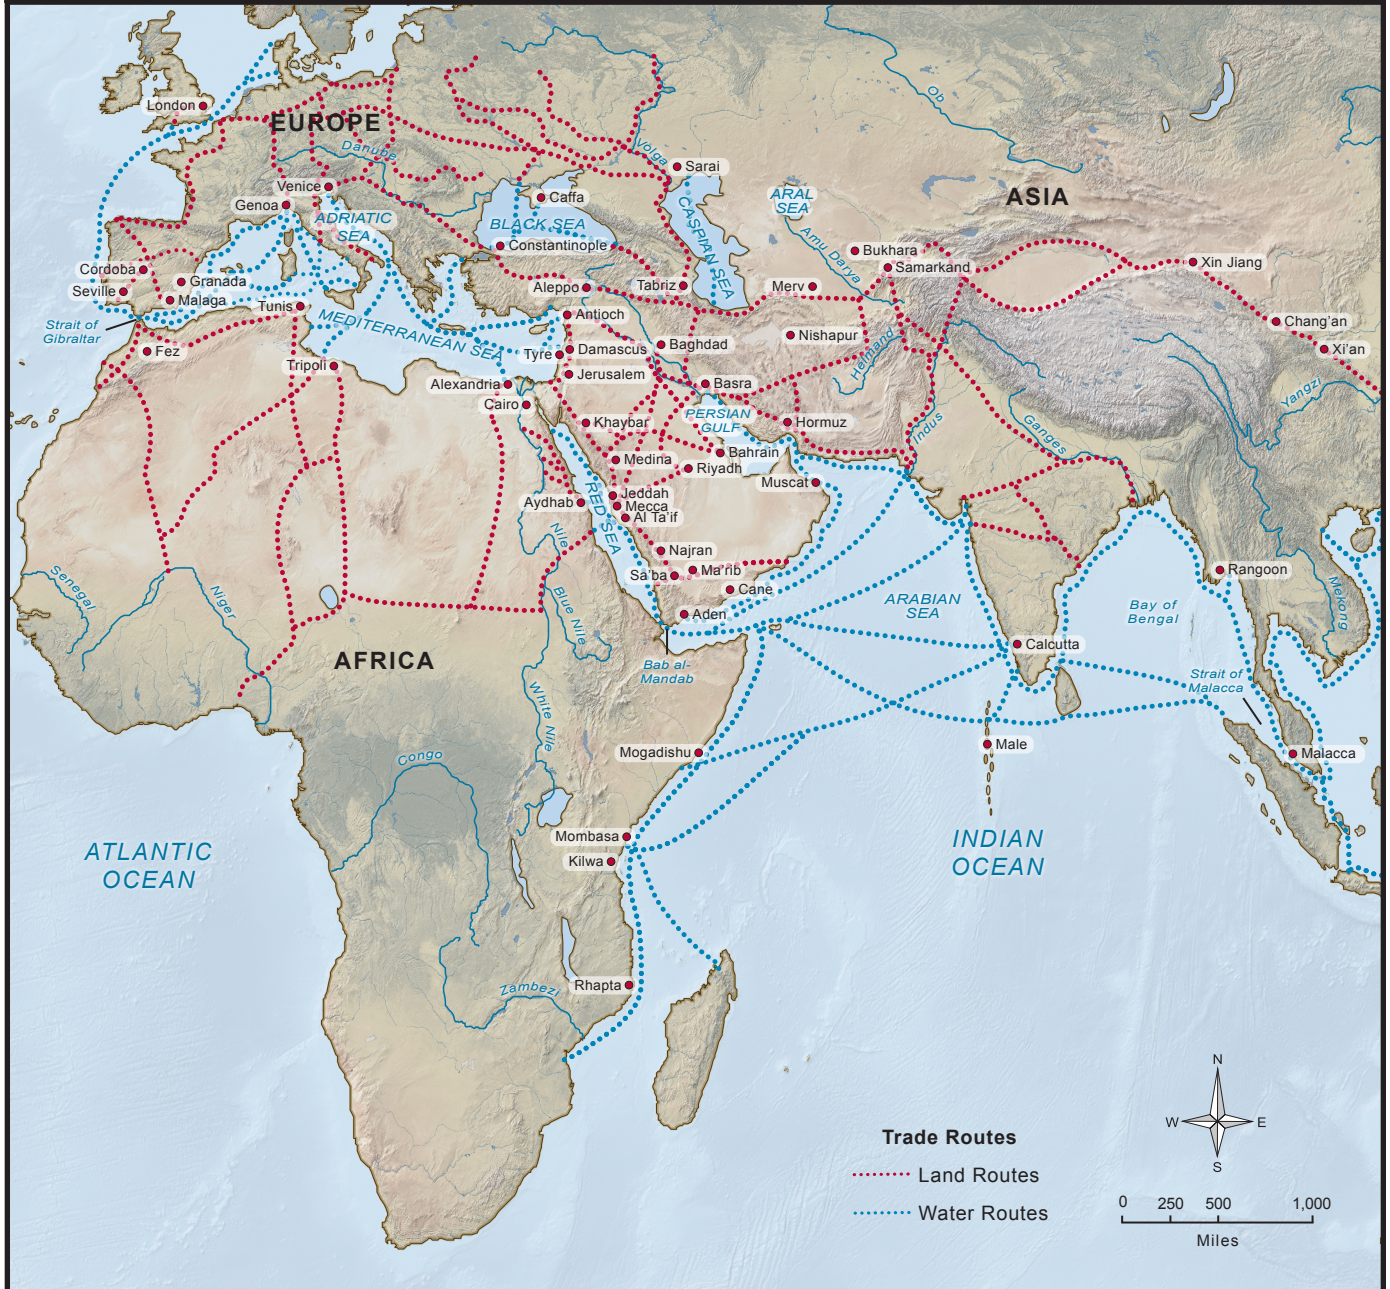 London
EUROPE
Danube
Volga
Ob
Sarai
Venice
Genoa
Caffa
ARAL
SEA
ASIA
ADRIATIC
SEA
BLACK SEA
CASPIAN SEA
Constantinople
Amu Darya
Bukhara
Samarkand
Xin Jiang
Córdoba
Granada
Seville
Malaga
Tunis
Aleppo
Tabriz
Merv
Strait of
Gibraltar
MEDITERRANEAN SEA
Antioch
Chang'an
Fez
Tyre
Damascus
Baghdad
Nishapur
Helmand
Xi'an
Tripoli
Jerusalem
Alexandria
Basra
Yangzi
Cairo
PERSIAN
GULF
Khaybar
Hormuz
Indus
Ganges
Medina
Bahrain
Riyadh
Muscat
Aydhab
RED SEA
Jeddah
Mecca
Al Ta'if
Nile
Najran
Senegal
Niger
Sa'ba
Ma'rib
Rangoon
Cane
Blue Nile
Aden
ARABIAN
SEA
Bay of
Bengal
Mekong
AFRICA
Bab al-
Mandab
Calcutta
Strait of
Malacca
White Nile
Mogadishu
Male
Malacca
Congo
Mombasa
Kilwa
ATLANTIC
OCEAN
INDIAN
OCEAN
Rhapta
Zambezi
N
W
E
S
Trade Routes
Land Routes
Water Routes
0 250 500 1,000
Miles